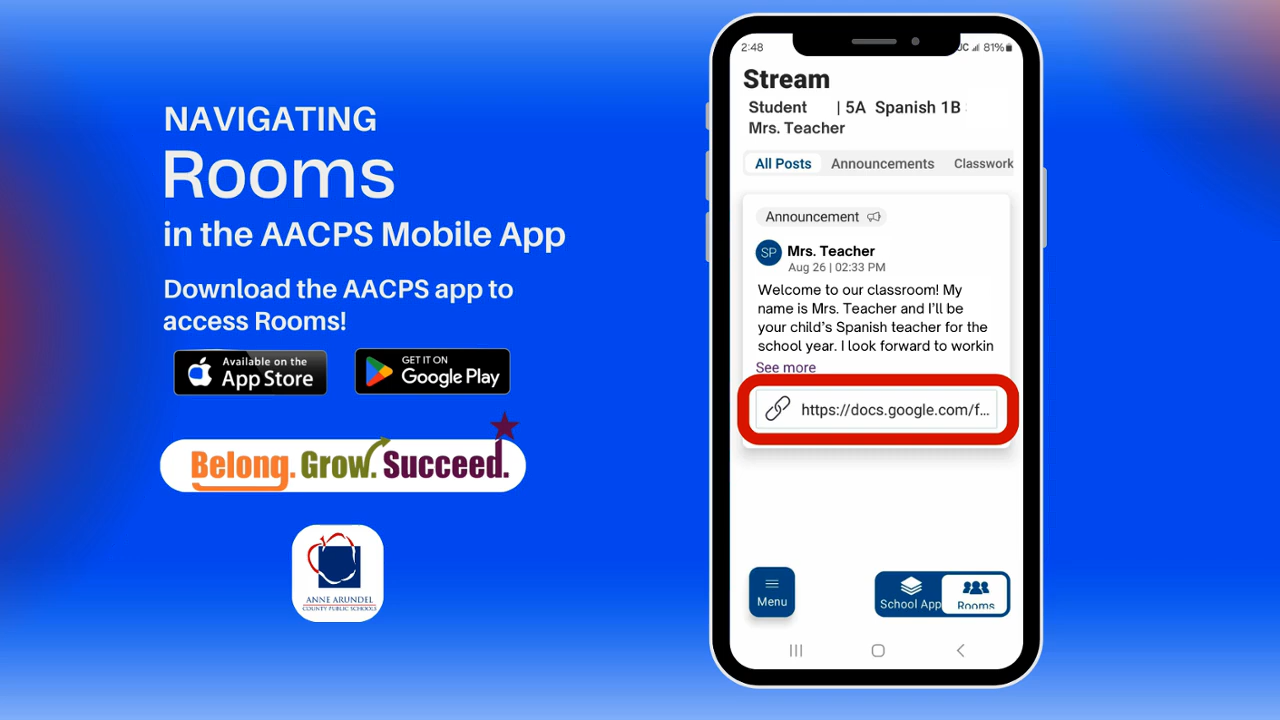 NAVIGATING
Rooms
in the AACPS Mobile App
Download the AACPS app to
access Rooms!
Available on the
App Store
GET IT ON
Google Play
Belong. Grow. Succeed.
ANNE ARUNDEL
COUNTY PUBLIC SCHOOLS
2:48
81%
Stream
Student | 5A Spanish 1B
Mrs. Teacher
All Posts Announcements Classwork
Announcement
SP
Mrs. Teacher
Aug 26 | 02:33 PM
Welcome to our classroom! My
name is Mrs. Teacher and I’ll be
your child’s Spanish teacher for the
school year. I look forward to workin
See more
https://docs.google.com/f...
Menu
School App
Rooms